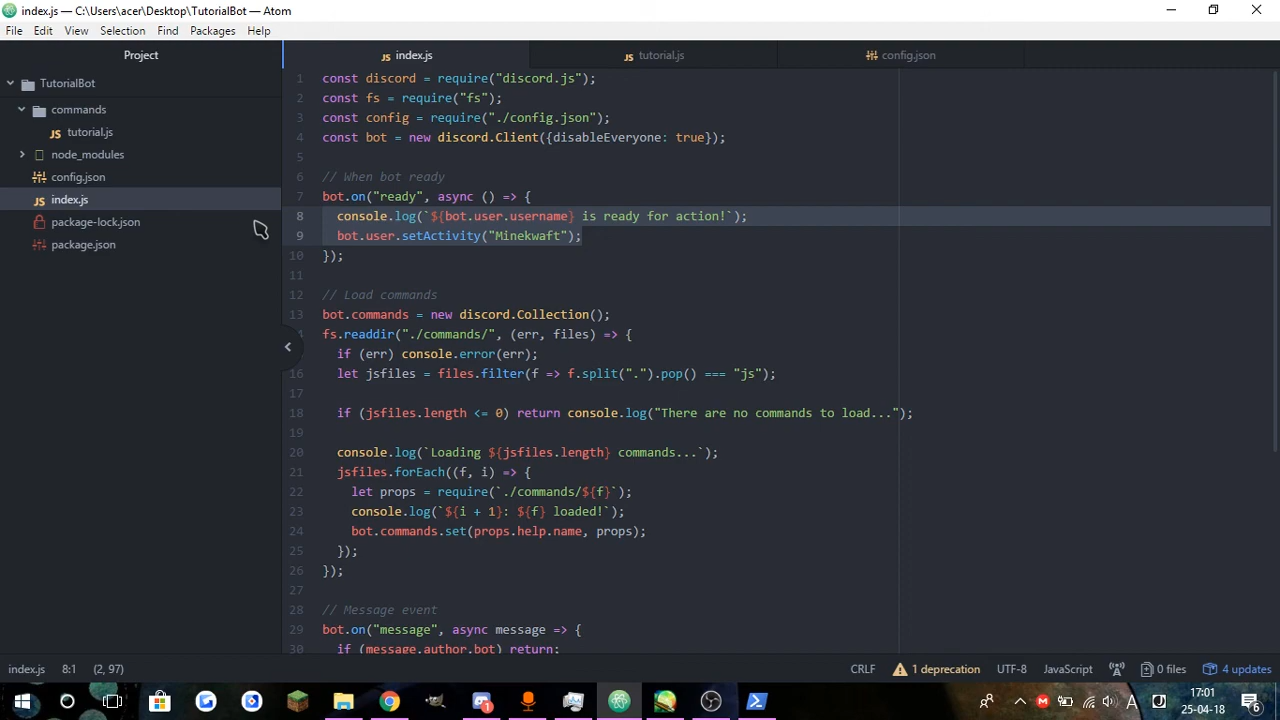 index.js — C:\Users\acer\Desktop\TutorialBot — Atom
File Edit View Selection Find Packages Help
Project
index.js
tutorial.js
config.json
TutorialBot
commands
tutorial.js
node_modules
config.json
index.js
package-lock.json
package.json
1 const discord = require("discord.js");
2 const fs = require("fs");
3 const config = require("./config.json");
4 const bot = new discord.Client({disableEveryone: true});
5
6 // When bot ready
7 bot.on("ready", async () => {
8 console.log(`${bot.user.username} is ready for action!`);
9 bot.user.setActivity("Minekwaft");
10 });
11
12 // Load commands
13 bot.commands = new discord.Collection();
14 fs.readdir("./commands/", (err, files) => {
if (err) console.error(err);
16 let jsfiles = files.filter(f => f.split(".").pop() === "js");
17
18 if (jsfiles.length <= 0) return console.log("There are no commands to load...");
19
20 console.log(`Loading ${jsfiles.length} commands...`);
21 jsfiles.forEach((f, i) => {
22 let props = require(`./commands/${f}`);
23 console.log(`${i + 1}: ${f} loaded!`);
24 bot.commands.set(props.help.name, props);
25 });
26 });
27
28 // Message event
29 bot.on("message", async message => {
30 if (message.author.bot) return;
index.js 8:1 (2, 97)
CRLF 1 deprecation UTF-8 JavaScript 0 files 4 updates
17:01
25-04-18